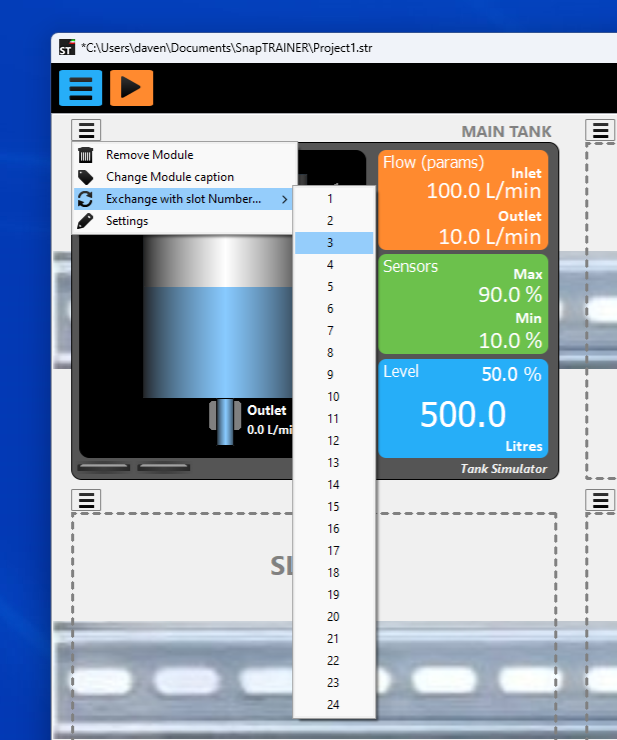 ST *C:\Users\daven\Documents\SnapTRAINER\Project1.str
MAIN TANK
Remove Module
Change Module caption
Exchange with slot Number...
Settings
1
2
3
4
5
6
7
8
9
10
11
12
13
14
15
16
17
18
19
20
21
22
23
24
Flow (params)
Inlet
100.0 L/min
Outlet
10.0 L/min
Sensors
Max
90.0 %
Min
10.0 %
Level 50.0 %
500.0
Litres
Outlet
0.0 L/mi
Tank Simulator